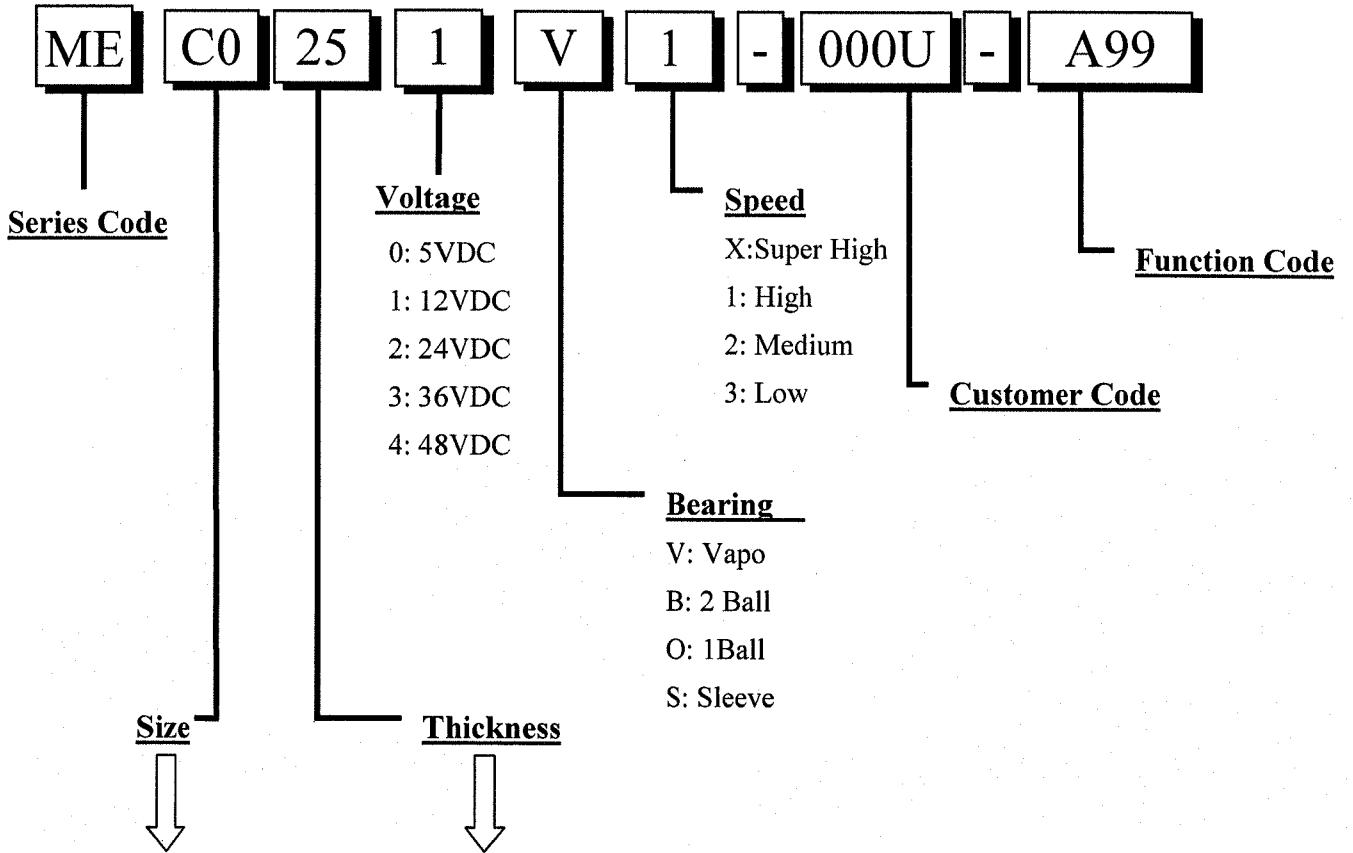 ME C0 25 1 V 1 - 000U - A99
Series Code
Voltage
0: 5VDC
1: 12VDC
2: 24VDC
3: 36VDC
4: 48VDC
Speed
X:Super High
1: High
2: Medium
3: Low
Function Code
Customer Code
Bearing
V: Vapo
B: 2 Ball
O: 1Ball
S: Sleeve
Size
Thickness